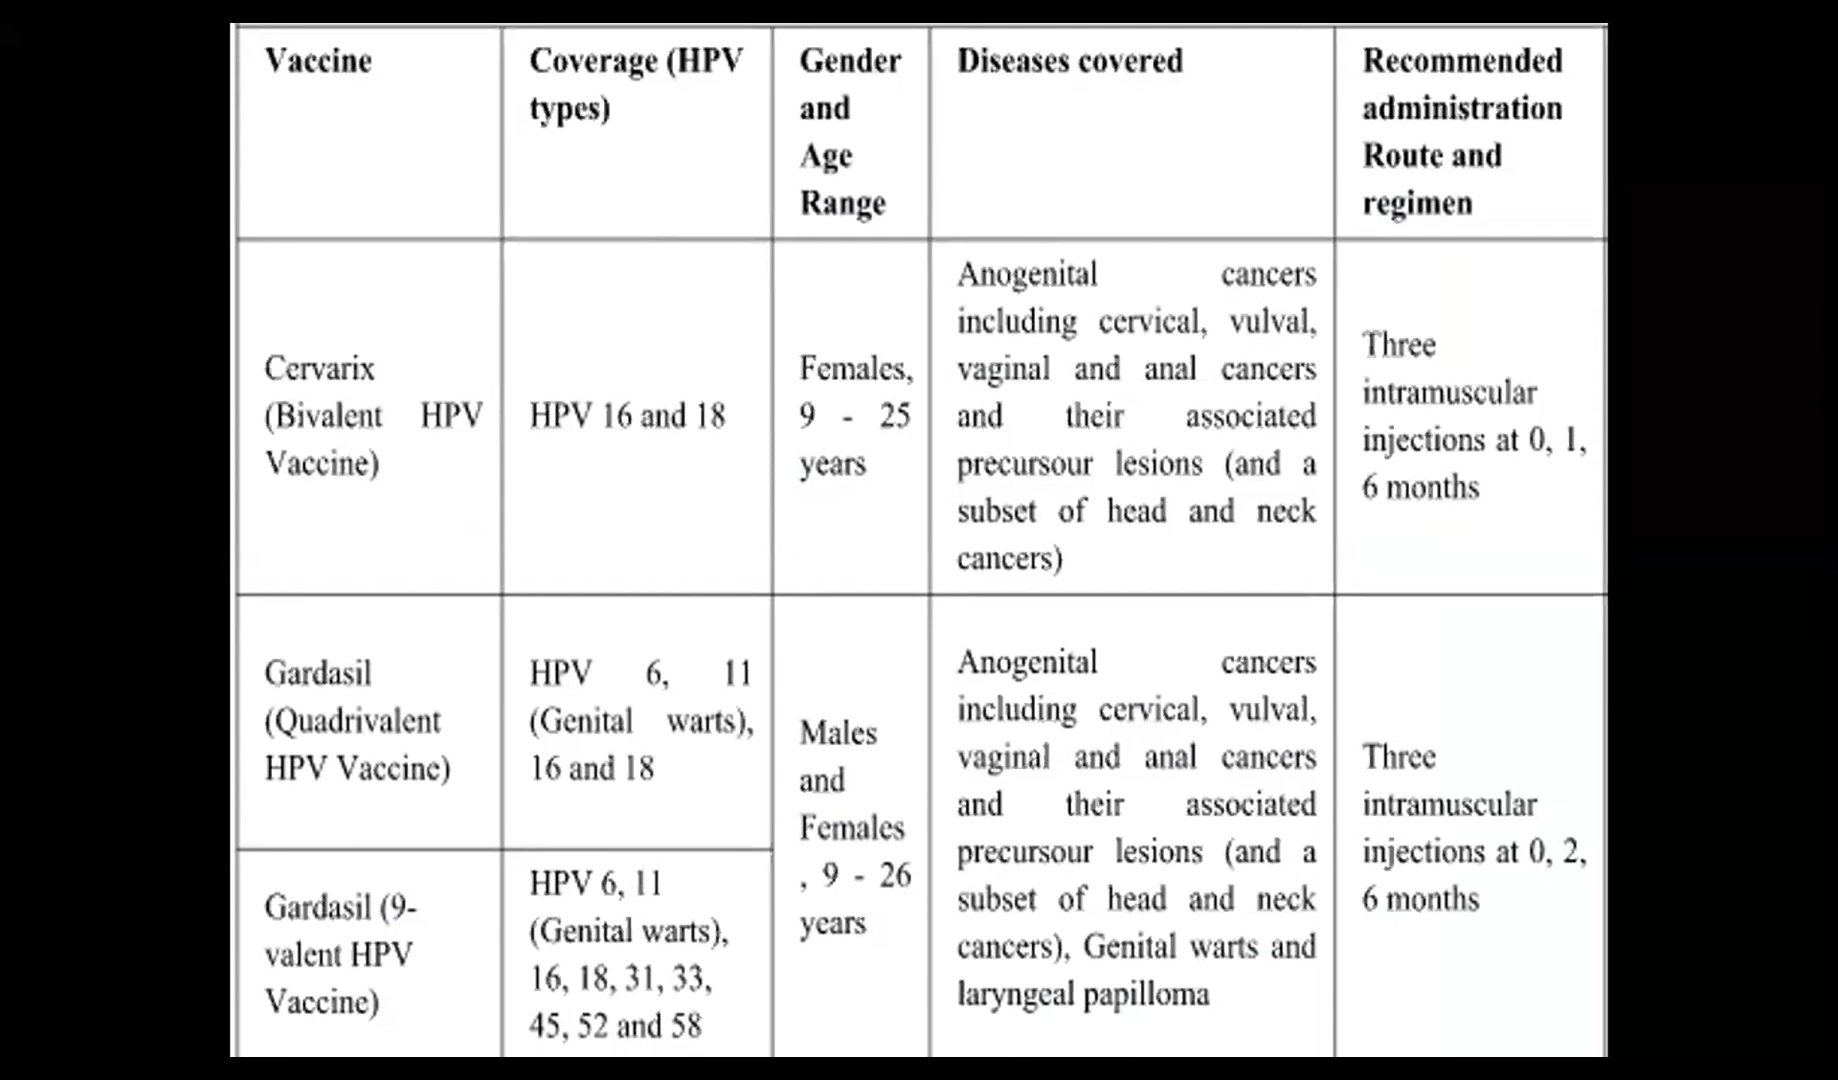 Vaccine
Coverage (HPV
types)
Gender
and
Age
Range
Diseases covered
Recommended
administration
Route and
regimen
Cervarix
(Bivalent HPV
Vaccine)
HPV 16 and 18
Females,
9 - 25
years
Anogenital cancers
including cervical, vulval,
vaginal and anal cancers
and their associated
precursour lesions (and a
subset of head and neck
cancers)
Three
intramuscular
injections at 0, 1,
6 months
Gardasil
(Quadrivalent
HPV Vaccine)
HPV 6, 11
(Genital warts),
16 and 18
Males
and
Females
, 9 - 26
years
Anogenital cancers
including cervical, vulval,
vaginal and anal cancers
and their associated
precursour lesions (and a
subset of head and neck
cancers), Genital warts and
laryngeal papilloma
Three
intramuscular
injections at 0, 2,
6 months
Gardasil (9-
valent HPV
Vaccine)
HPV 6, 11
(Genital warts),
16, 18, 31, 33,
45, 52 and 58